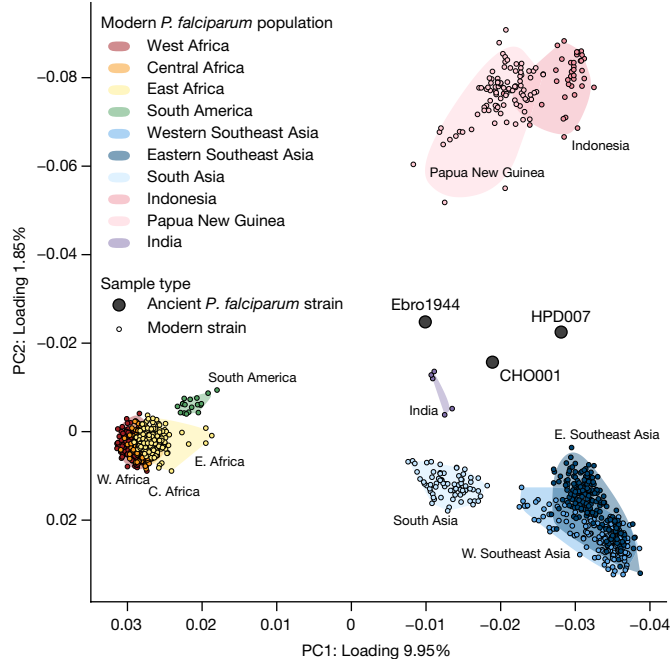 Modern P. falciparum population
West Africa
Central Africa
East Africa
South America
Western Southeast Asia
Eastern Southeast Asia
South Asia
Indonesia
Papua New Guinea
India
Sample type
Ancient P. falciparum strain
Modern strain
Indonesia
Papua New Guinea
Ebro1944
HPD007
CHO001
South America
India
E. Southeast Asia
E. Africa
W. Africa
C. Africa
South Asia
W. Southeast Asia
PC2: Loading 1.85%
−0.08
−0.06
−0.04
−0.02
0
0.02
0.03
0.02
0.01
0
−0.01
−0.02
−0.03
−0.04
PC1: Loading 9.95%